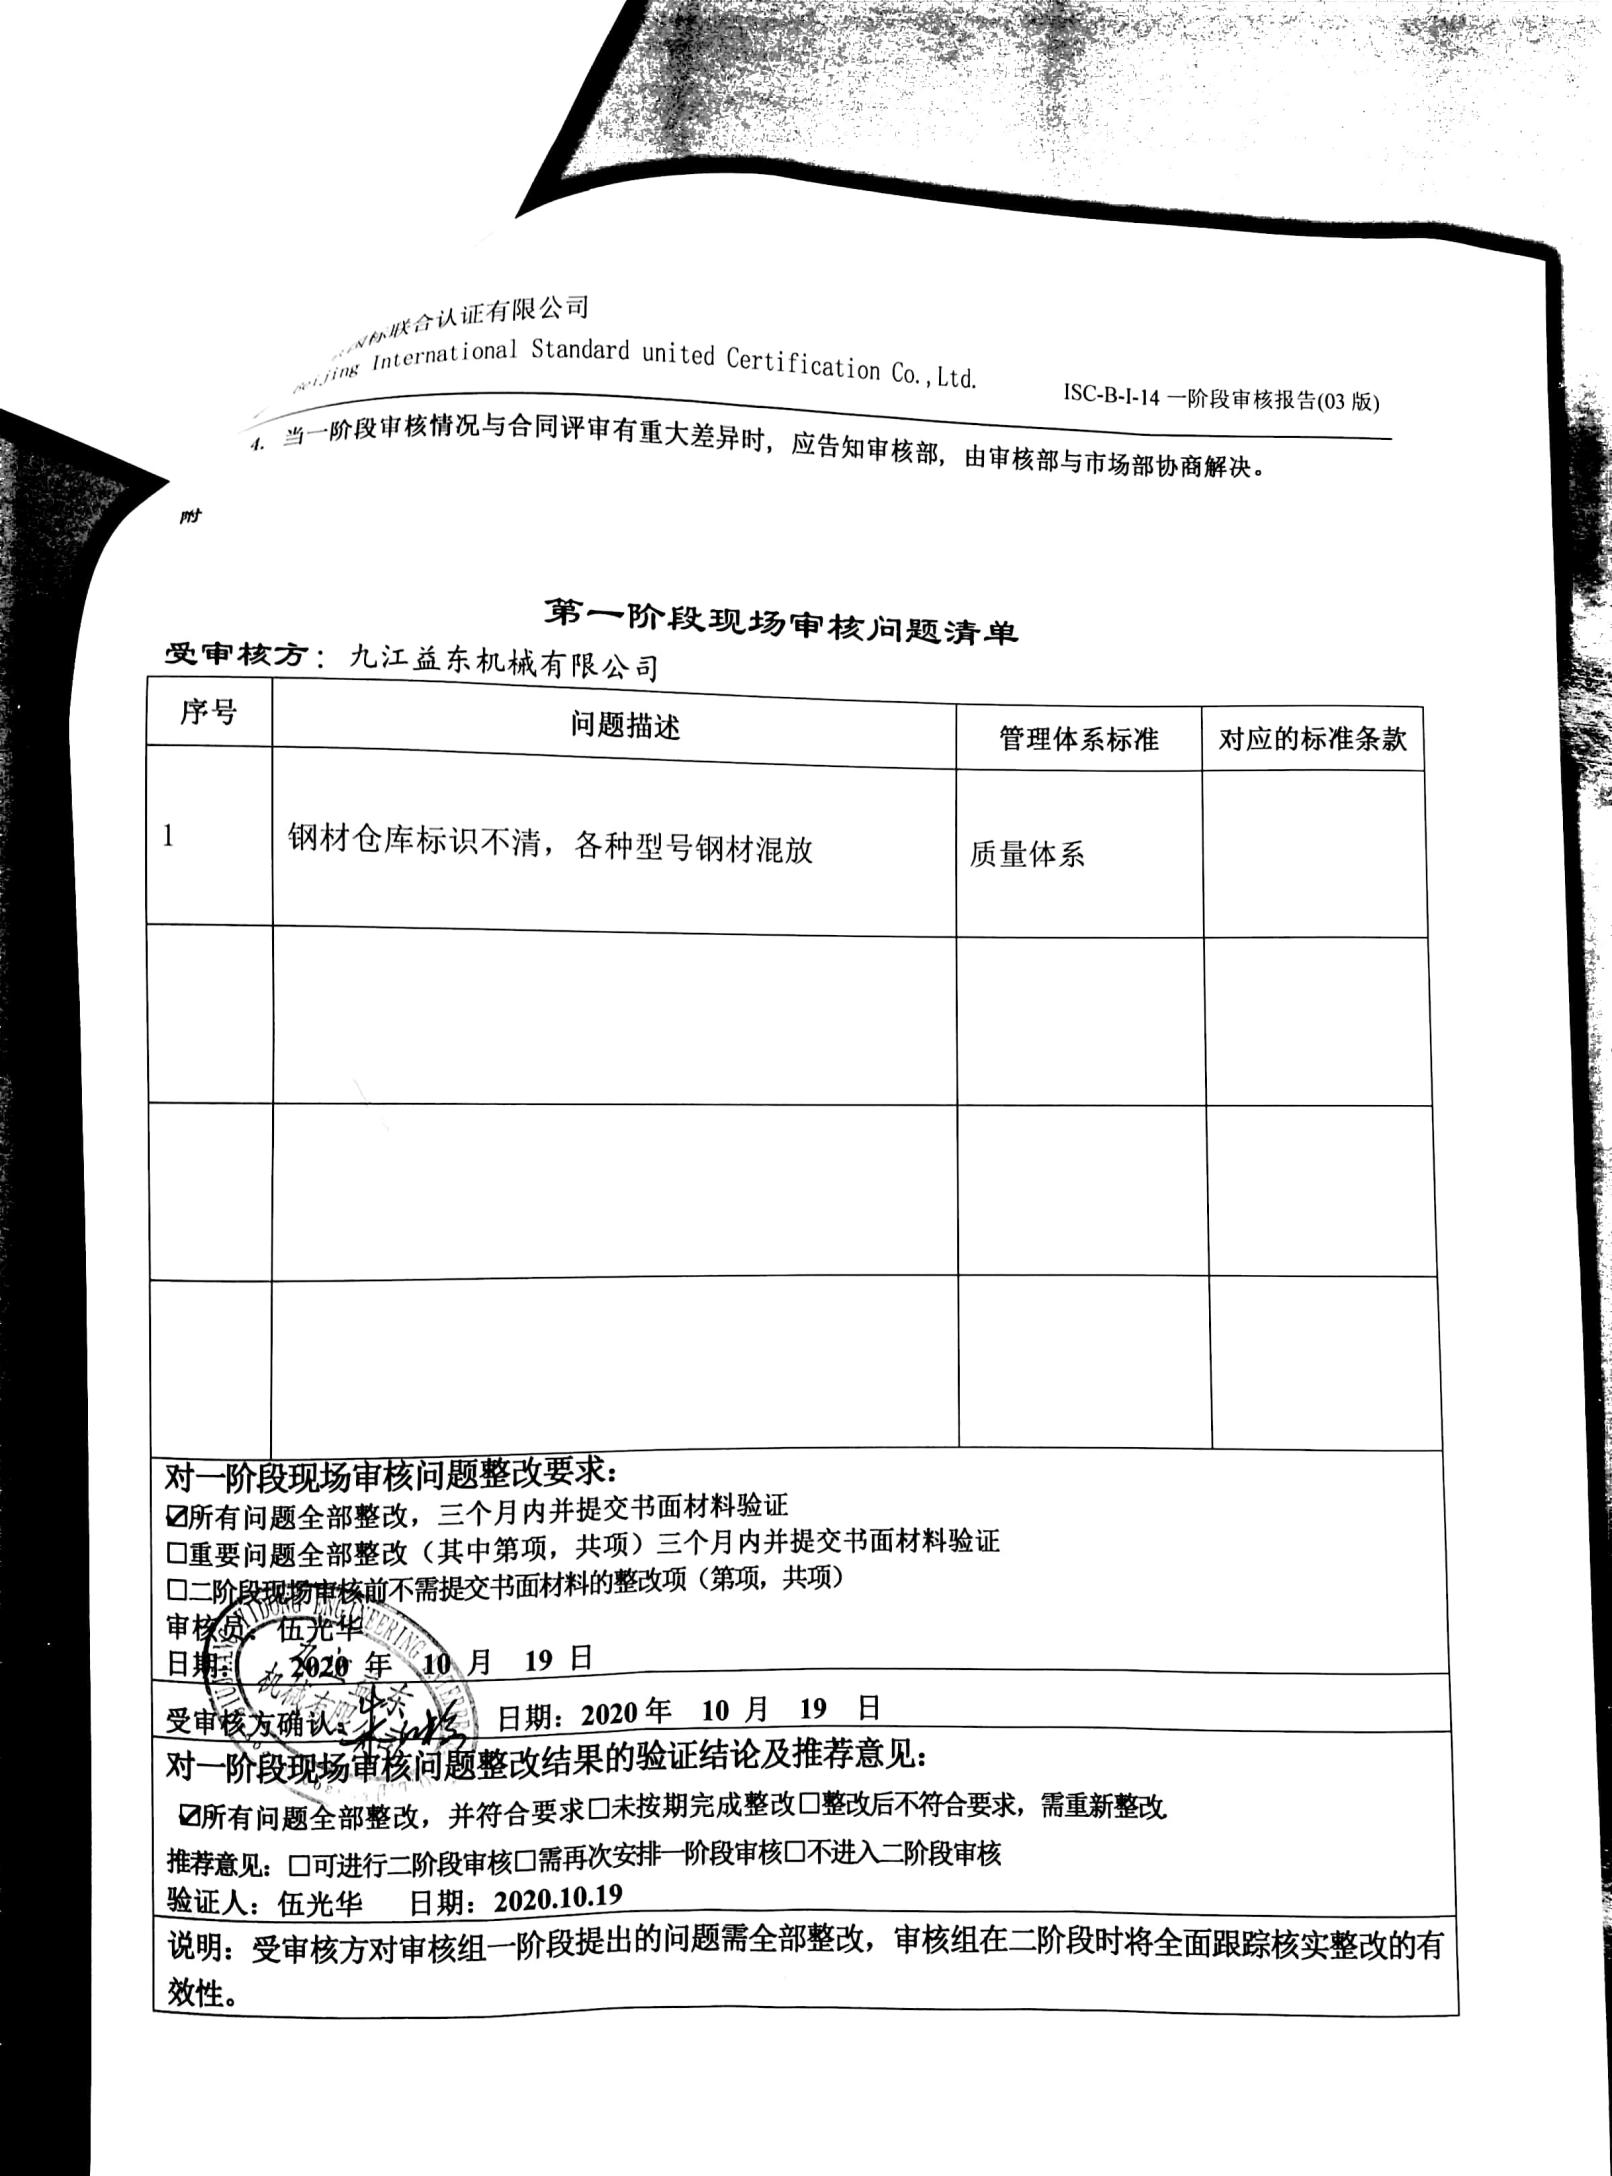 国标联合认证有限公司
Beijing International Standard united Certification Co.,Ltd.
ISC-B-I-14 一阶段审核报告(03 版)
4. 当一阶段审核情况与合同评审有重大差异时，应告知审核部，由审核部与市场部协商解决。
附
第一阶段现场审核问题清单
受审核方：九江益东机械有限公司
序号 问题描述 管理体系标准 对应的标准条款
1 钢材仓库标识不清，各种型号钢材混放 质量体系
对一阶段现场审核问题整改要求：
☑所有问题全部整改，三个月内并提交书面材料验证
□重要问题全部整改（其中第项，共项）三个月内并提交书面材料验证
□二阶段现场审核前不需提交书面材料的整改项（第项，共项）
审核员：伍光华
日期： 2020 年 10 月 19 日
九江益东
机械有限
受审核方确认： 日期：2020 年 10 月 19 日
对一阶段现场审核问题整改结果的验证结论及推荐意见：
☑所有问题全部整改，并符合要求□未按期完成整改□整改后不符合要求，需重新整改.
推荐意见：□可进行二阶段审核□需再次安排一阶段审核□不进入二阶段审核
验证人：伍光华 日期：2020.10.19
说明：受审核方对审核组一阶段提出的问题需全部整改，审核组在二阶段时将全面跟踪核实整改的有
效性。